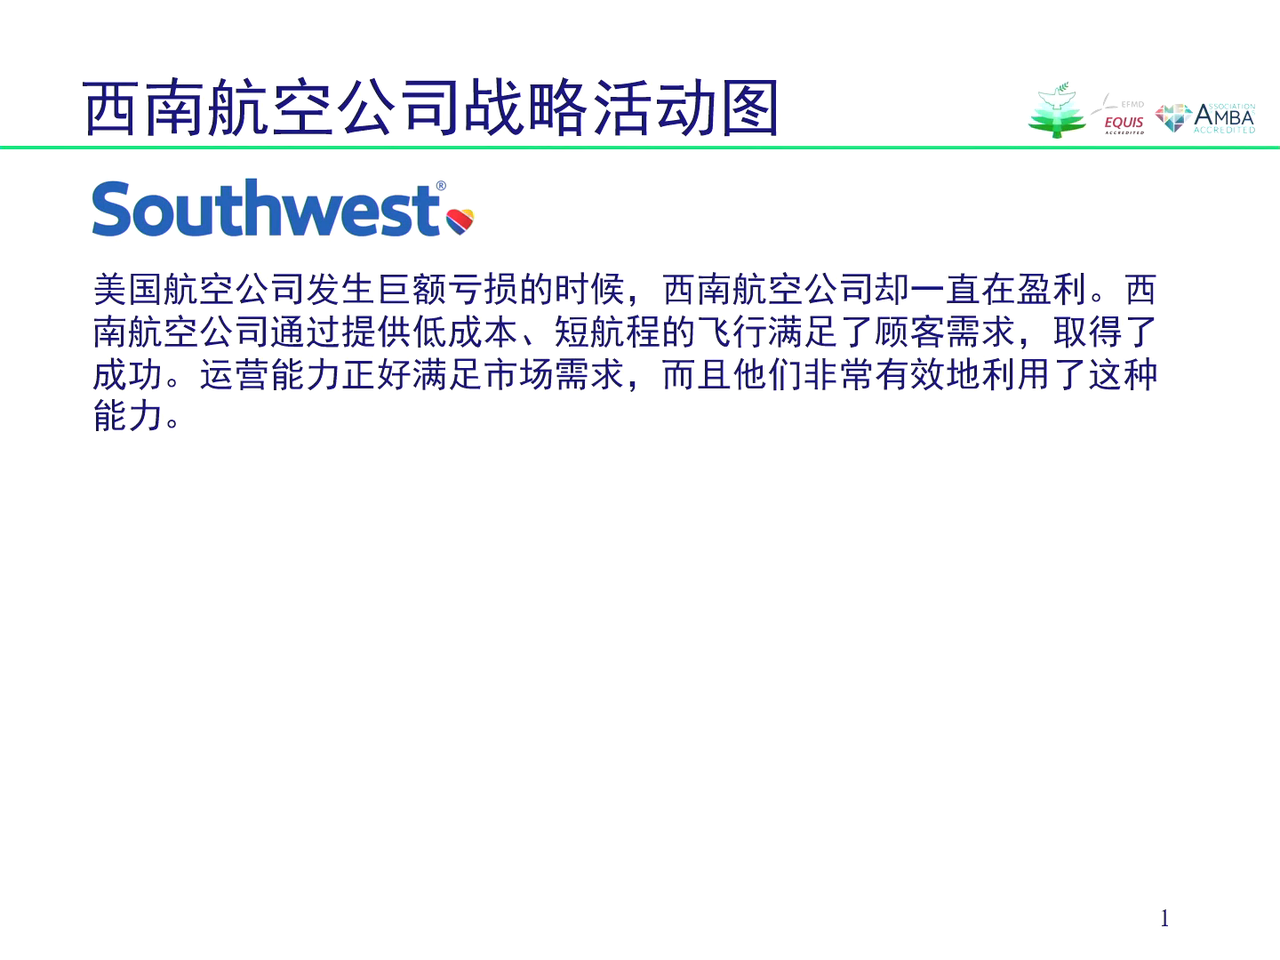 西南航空公司战略活动图
EFMD
EQUIS
ACCREDITED
ASSOCIATION
AMBA
ACCREDITED
Southwest®
美国航空公司发生巨额亏损的时候，西南航空公司却一直在盈利。西
南航空公司通过提供低成本、短航程的飞行满足了顾客需求，取得了
成功。运营能力正好满足市场需求，而且他们非常有效地利用了这种
能力。
1